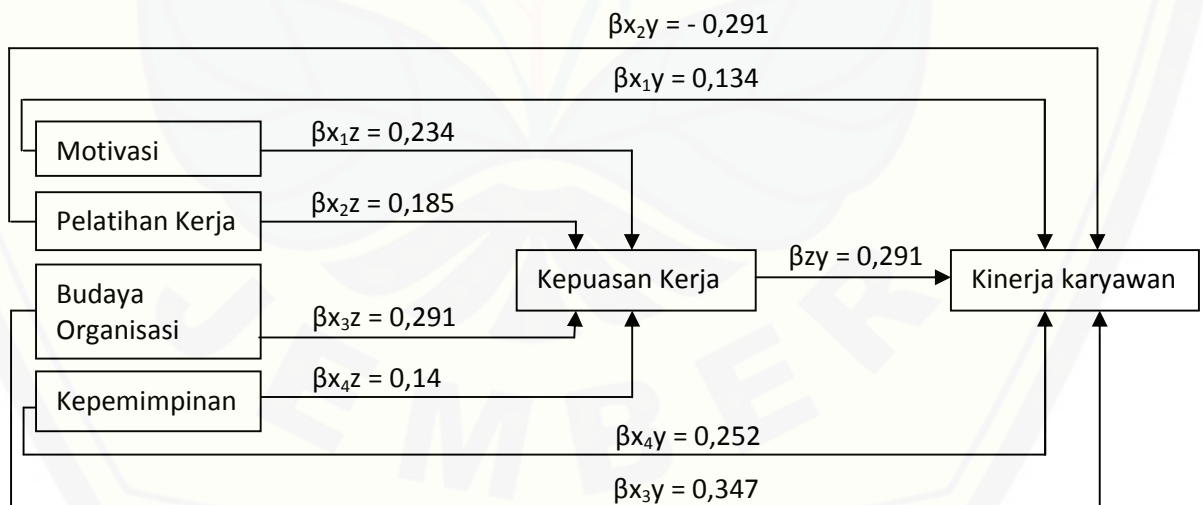 βx₂y = - 0,291
βx₁y = 0,134
Motivasi
βx₁z = 0,234
Pelatihan Kerja
βx₂z = 0,185
Budaya
Organisasi
βx₃z = 0,291
Kepuasan Kerja
βzy = 0,291
Kinerja karyawan
Kepemimpinan
βx₄z = 0,14
βx₄y = 0,252
βx₃y = 0,347
JEMBER